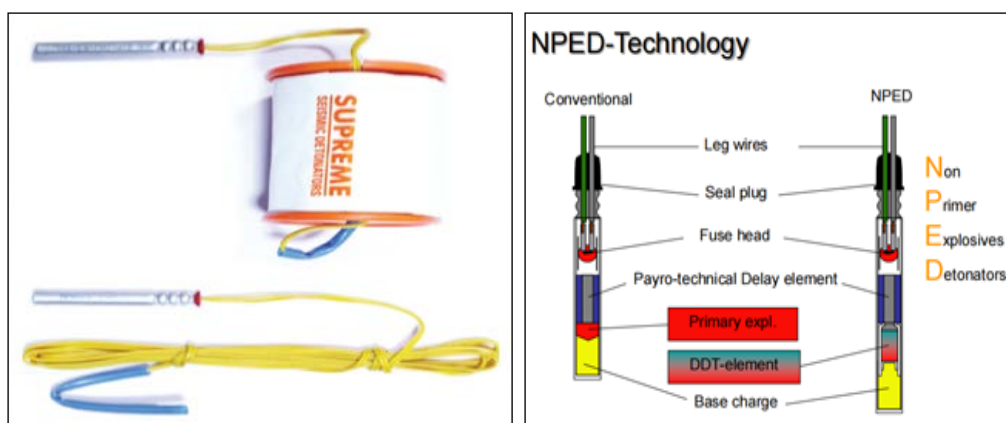 SUPREME
SEISMIC DETONATORS
NPED-Technology
Conventional
NPED
Leg wires
Seal plug
Fuse head
Payro-technical Delay element
Primary expl.
DDT-element
Base charge
Non
Primer
Explosives
Detonators